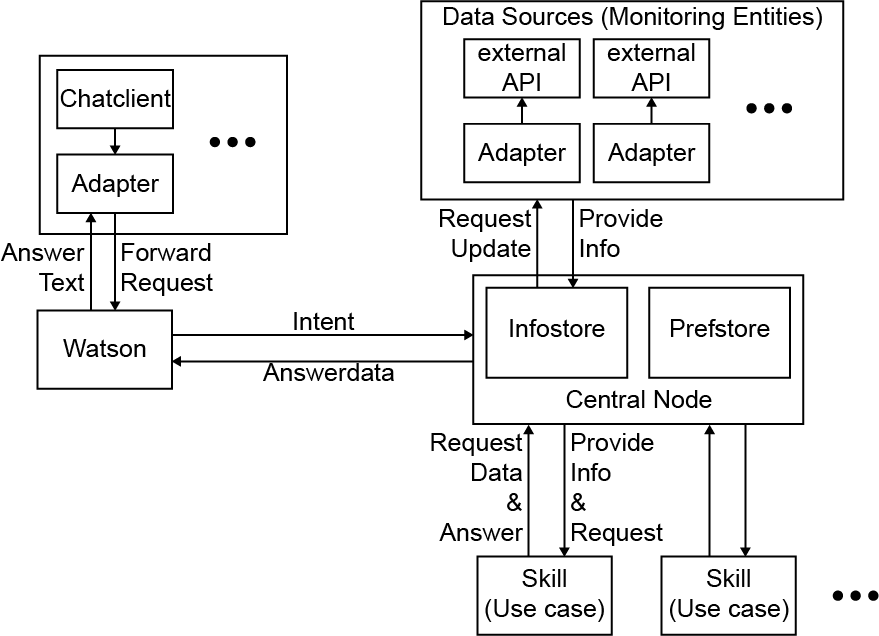 Data Sources (Monitoring Entities)
external
API
external
API
Adapter
Adapter
Chatclient
Adapter
Answer
Text
Forward
Request
Request
Update
Provide
Info
Watson
Intent
Answerdata
Infostore
Prefstore
Central Node
Request
Data
&
Answer
Provide
Info
&
Request
Skill
(Use case)
Skill
(Use case)